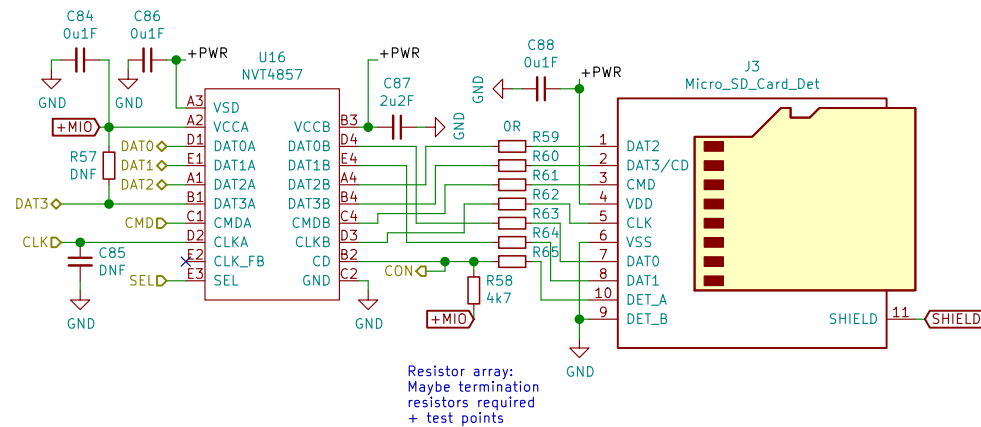 C84
0u1F
C86
0u1F
+PWR
GND
GND
U16
NVT4857
+PWR
C87
2u2F
GND
C88
0u1F
GND
+PWR
J3
Micro_SD_Card_Det
+MIO
R57
DNF
DAT0
DAT1
DAT2
DAT3
CMD
CLK
C85
DNF
SEL
GND
A3 VSD
A2 VCCA
D1 DAT0A
E1 DAT1A
A1 DAT2A
B1 DAT3A
C1 CMDA
D2 CLKA
E2 CLK_FB
E3 SEL
VCCB B3
DAT0B D4
DAT1B E4
DAT2B A4
DAT3B B4
CMDB C4
CLKB D3
CD B2
GND C2
GND
CON
R58
4k7
+MIO
0R
R59
R60
R61
R62
R63
R64
R65
1 DAT2
2 DAT3/CD
3 CMD
4 VDD
5 CLK
6 VSS
7 DAT0
8 DAT1
10 DET_A
9 DET_B
SHIELD 11
SHIELD
GND
Resistor array:
Maybe termination
resistors required
+ test points